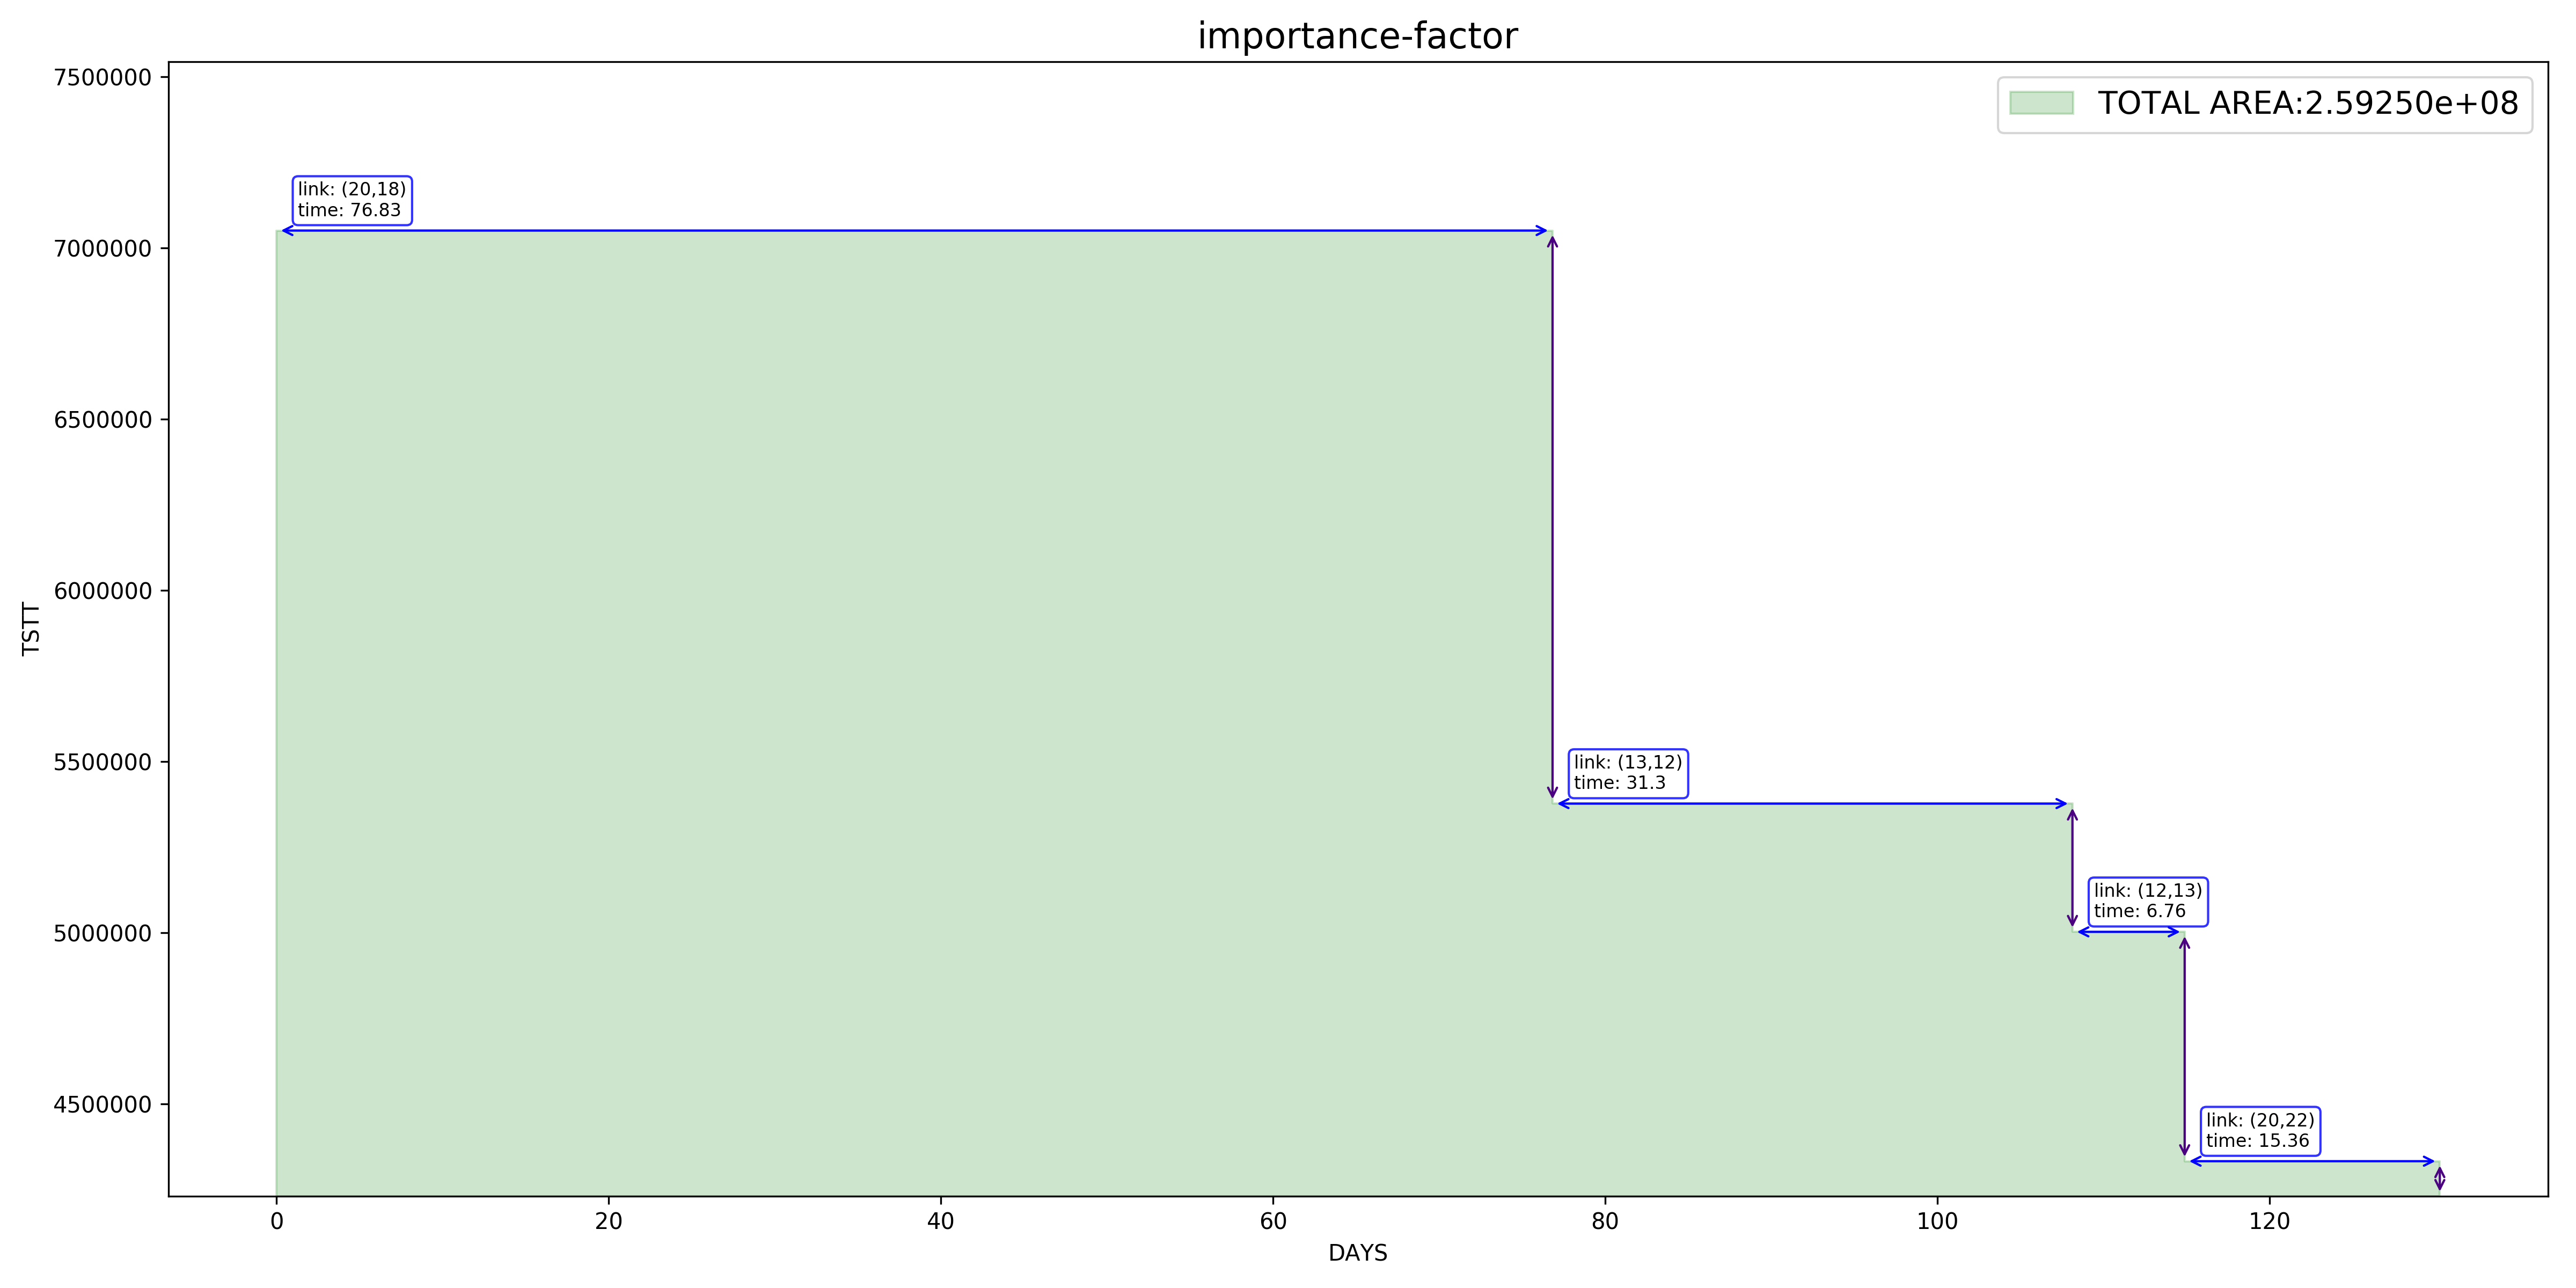 importance-factor
7500000
7000000
6500000
6000000
5500000
5000000
4500000
TSTT
TOTAL AREA:2.59250e+08
link: (20,18)
time: 76.83
link: (13,12)
time: 31.3
link: (12,13)
time: 6.76
link: (20,22)
time: 15.36
0 20 40 60 80 100 120
DAYS